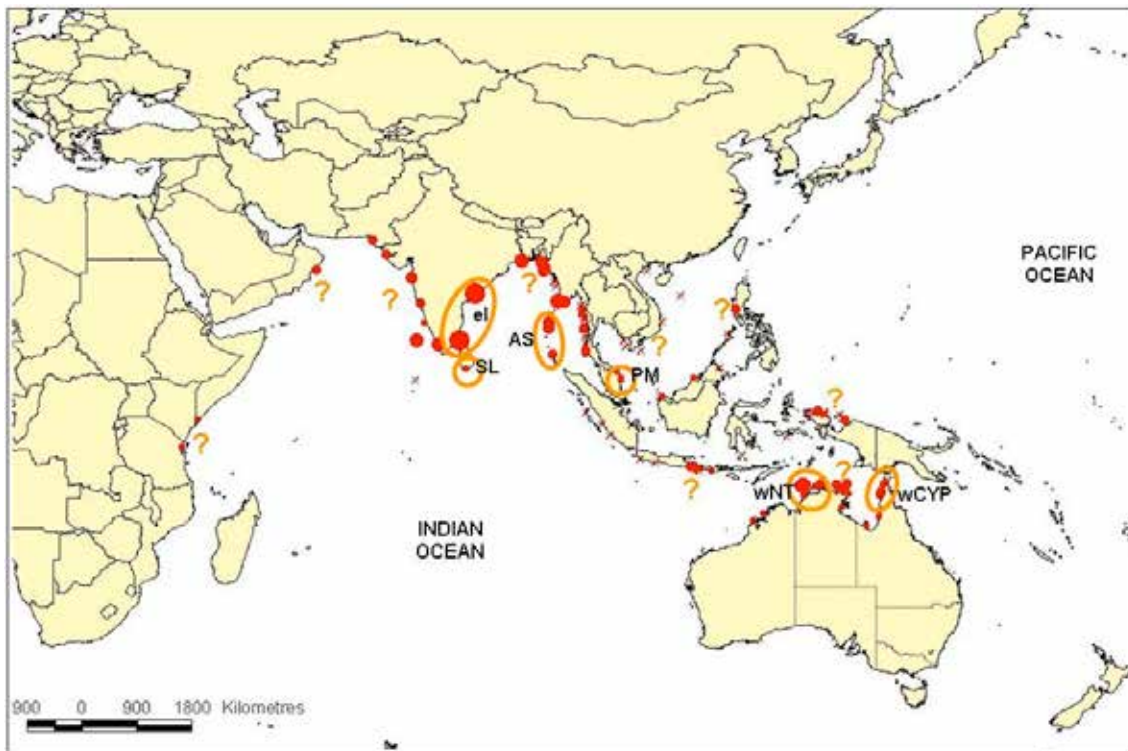 PACIFIC
OCEAN
?
?
?
?
?
eI
AS
SL
PM
?
?
?
?
wNT
wCYP
INDIAN
OCEAN
900 0 900 1800 Kilometres